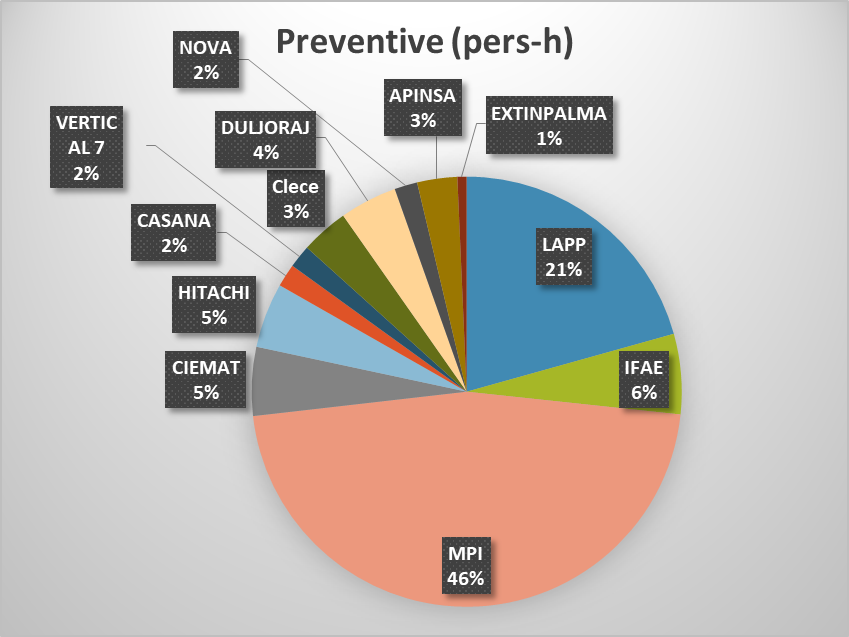 Preventive (pers-h)
NOVA
2%
APINSA
3%
EXTINPALMA
1%
VERTIC
AL 7
2%
DULJORAJ
4%
Clece
3%
CASANA
2%
LAPP
21%
HITACHI
5%
CIEMAT
5%
IFAE
6%
MPI
46%